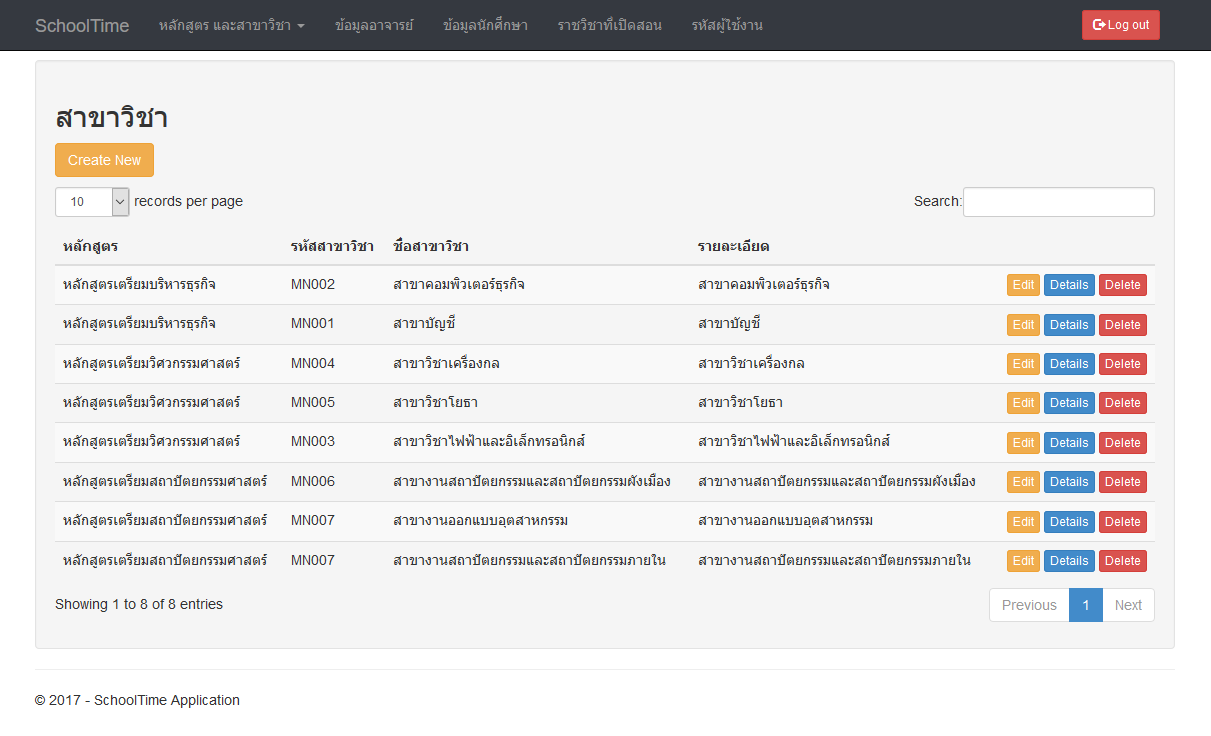 SchoolTime หลักสูตร และสาขาวิชา ข้อมูลอาจารย์ ข้อมูลนักศึกษา ราชวิชาที่เปิดสอน รหัสผู้ใช้งาน Log out
สาขาวิชา
Create New
10 records per page Search:
หลักสูตร รหัสสาขาวิชา ชื่อสาขาวิชา รายละเอียด
หลักสูตรเตรียมบริหารธุรกิจ MN002 สาขาคอมพิวเตอร์ธุรกิจ สาขาคอมพิวเตอร์ธุรกิจ Edit Details Delete
หลักสูตรเตรียมบริหารธุรกิจ MN001 สาขาบัญชี สาขาบัญชี Edit Details Delete
หลักสูตรเตรียมวิศวกรรมศาสตร์ MN004 สาขาวิชาเครื่องกล สาขาวิชาเครื่องกล Edit Details Delete
หลักสูตรเตรียมวิศวกรรมศาสตร์ MN005 สาขาวิชาโยธา สาขาวิชาโยธา Edit Details Delete
หลักสูตรเตรียมวิศวกรรมศาสตร์ MN003 สาขาวิชาไฟฟ้าและอิเล็กทรอนิกส์ สาขาวิชาไฟฟ้าและอิเล็กทรอนิกส์ Edit Details Delete
หลักสูตรเตรียมสถาปัตยกรรมศาสตร์ MN006 สาขางานสถาปัตยกรรมและสถาปัตยกรรมผังเมือง สาขางานสถาปัตยกรรมและสถาปัตยกรรมผังเมือง Edit Details Delete
หลักสูตรเตรียมสถาปัตยกรรมศาสตร์ MN007 สาขางานออกแบบอุตสาหกรรม สาขางานออกแบบอุตสาหกรรม Edit Details Delete
หลักสูตรเตรียมสถาปัตยกรรมศาสตร์ MN007 สาขางานสถาปัตยกรรมและสถาปัตยกรรมภายใน สาขางานสถาปัตยกรรมและสถาปัตยกรรมภายใน Edit Details Delete
Showing 1 to 8 of 8 entries Previous 1 Next
© 2017 - SchoolTime Application